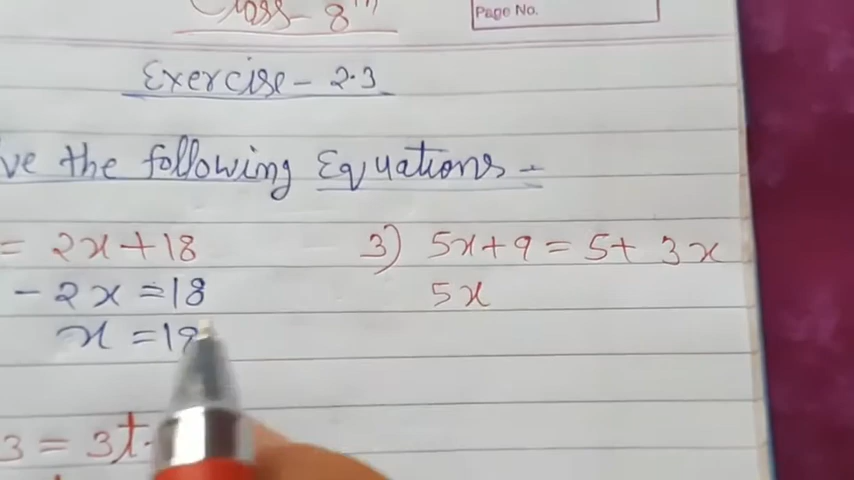 Class - 8th
Page No.
Exercise - 2.3
ve the following Equations -
= 2x + 18
3) 5x + 9 = 5 + 3x
- 2x = 18
5x
x = 18
3 = 3t